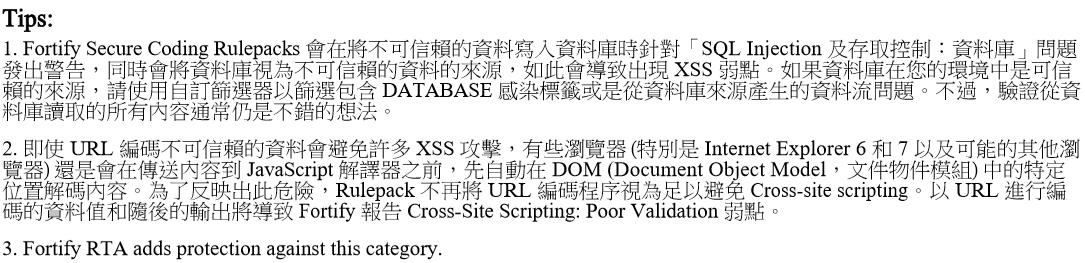 Tips:
1. Fortify Secure Coding Rulepacks 會在將不可信賴的資料寫入資料庫時針對「SQL Injection 及存取控制：資料庫」問題
發出警告，同時會將資料庫視為不可信賴的資料的來源，如此會導致出現 XSS 弱點。如果資料庫在您的環境中是可信
賴的來源，請使用自訂篩選器以篩選包含 DATABASE 感染標籤或是從資料庫來源產生的資料流問題。不過，驗證從資
料庫讀取的所有內容通常仍是不錯的想法。
2. 即使 URL 編碼不可信賴的資料會避免許多 XSS 攻擊，有些瀏覽器 (特別是 Internet Explorer 6 和 7 以及可能的其他瀏
覽器) 還是會在傳送內容到 JavaScript 解譯器之前，先自動在 DOM (Document Object Model，文件物件模組) 中的特定
位置解碼內容。為了反映出此危險，Rulepack 不再將 URL 編碼程序視為足以避免 Cross-site scripting。以 URL 進行編
碼的資料值和隨後的輸出將導致 Fortify 報告 Cross-Site Scripting: Poor Validation 弱點。
3. Fortify RTA adds protection against this category.